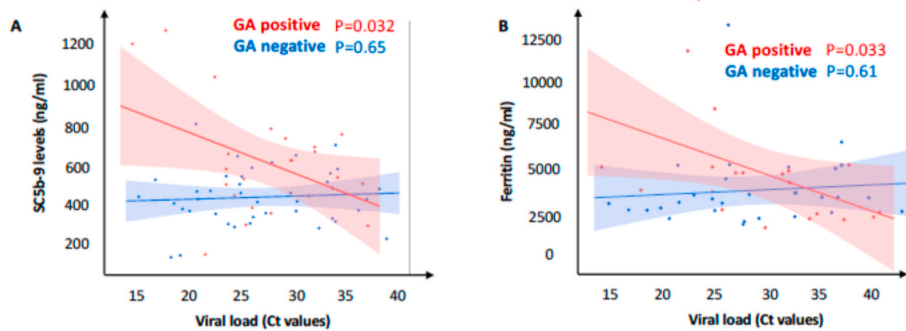 A
GA positive P=0.032
GA negative P=0.65
SC5b-9 levels (ng/ml)
1200
1000
800
600
400
200
15 20 25 30 35 40
Viral load (Ct values)
B
GA positive P=0.033
GA negative P=0.61
Ferritin (ng/ml)
12500
10000
7500
5000
2500
0
15 20 25 30 35 40
Viral load (Ct values)